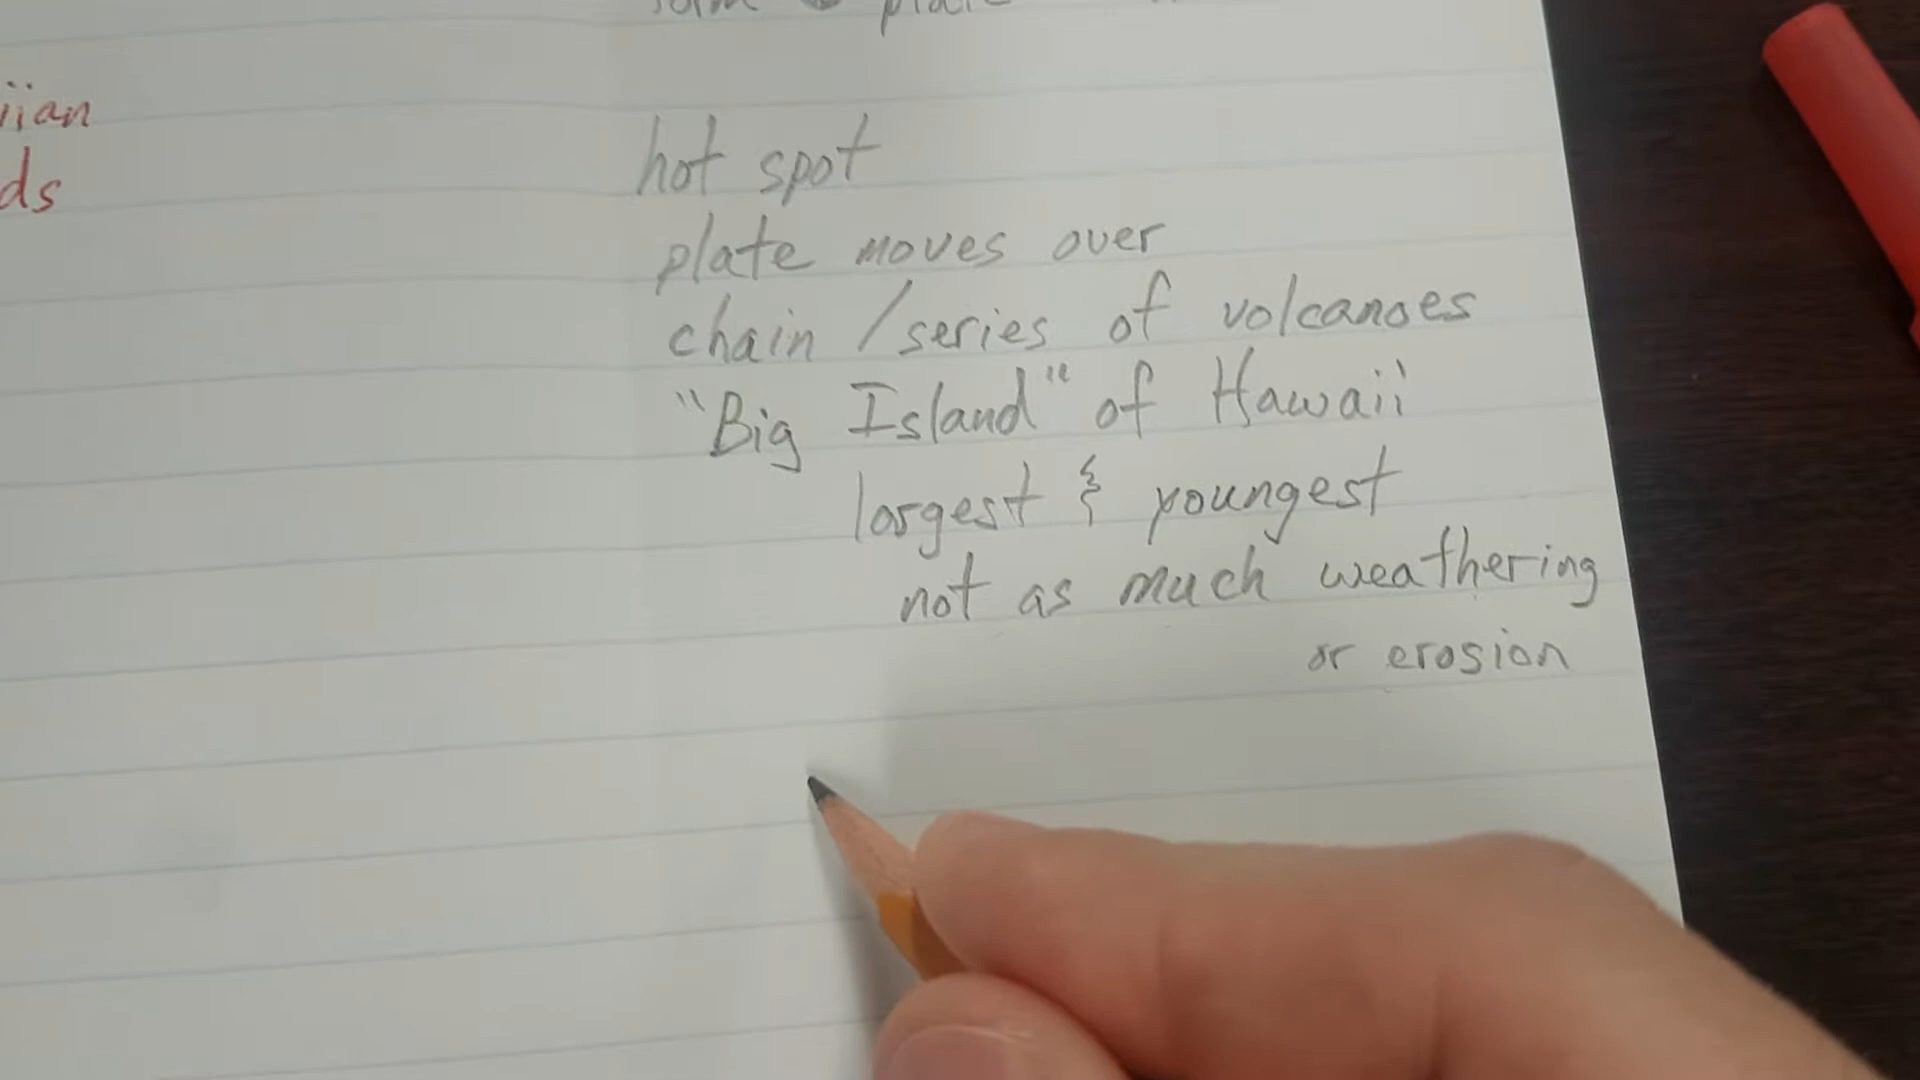 iian
ds
hot spot
plate moves over
chain / series of volcanoes
"Big Island" of Hawaii
largest & youngest
not as much weathering
or erosion